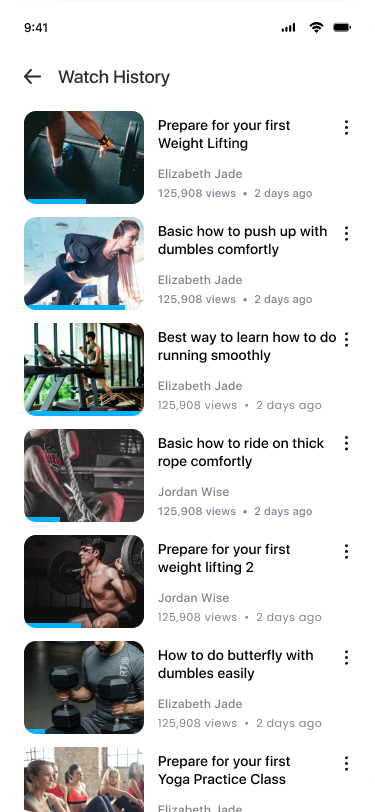 9:41
Watch History
Prepare for your first
Weight Lifting
Elizabeth Jade
125,908 views • 2 days ago
Basic how to push up with
dumbles comfortly
Elizabeth Jade
125,908 views • 2 days ago
Best way to learn how to do
running smoothly
Elizabeth Jade
125,908 views • 2 days ago
Basic how to ride on thick
rope comfortly
Jordan Wise
125,908 views • 2 days ago
Prepare for your first
weight lifting 2
Jordan Wise
125,908 views • 2 days ago
How to do butterfly with
dumbles easily
Elizabeth Jade
125,908 views • 2 days ago
Prepare for your first
Yoga Practice Class
Elizabeth Jade